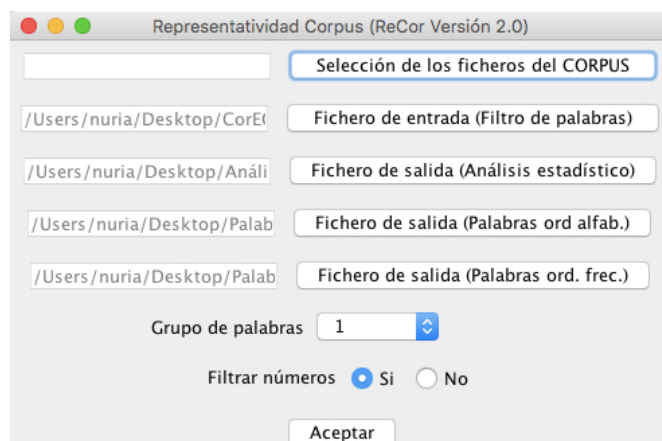 Representatividad Corpus (ReCor Versión 2.0)
Selección de los ficheros del CORPUS
/Users/nuria/Desktop/CorE Fichero de entrada (Filtro de palabras)
/Users/nuria/Desktop/Análi Fichero de salida (Análisis estadístico)
/Users/nuria/Desktop/Palab Fichero de salida (Palabras ord alfab.)
/Users/nuria/Desktop/Palab Fichero de salida (Palabras ord. frec.)
Grupo de palabras 1
Filtrar números Si No
Aceptar